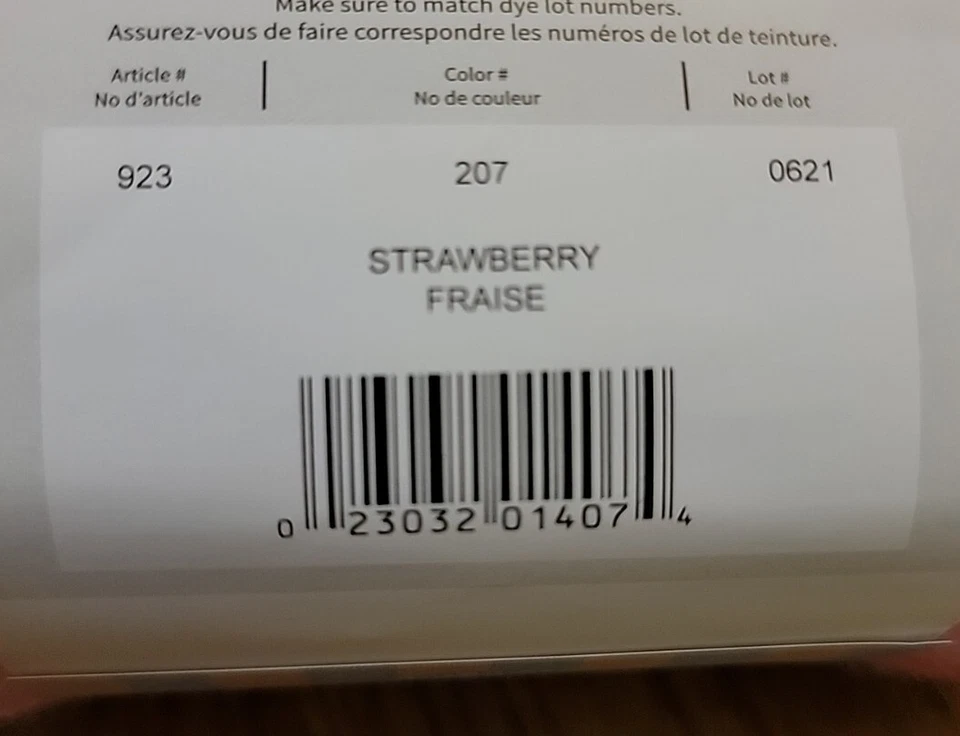 Make sure to match dye lot numbers.
Assurez-vous de faire correspondre les numéros de lot de teinture.
Article # Color # Lot #
No d'article No de couleur No de lot
923 207 0621
STRAWBERRY
FRAISE
0 23032 01407 4